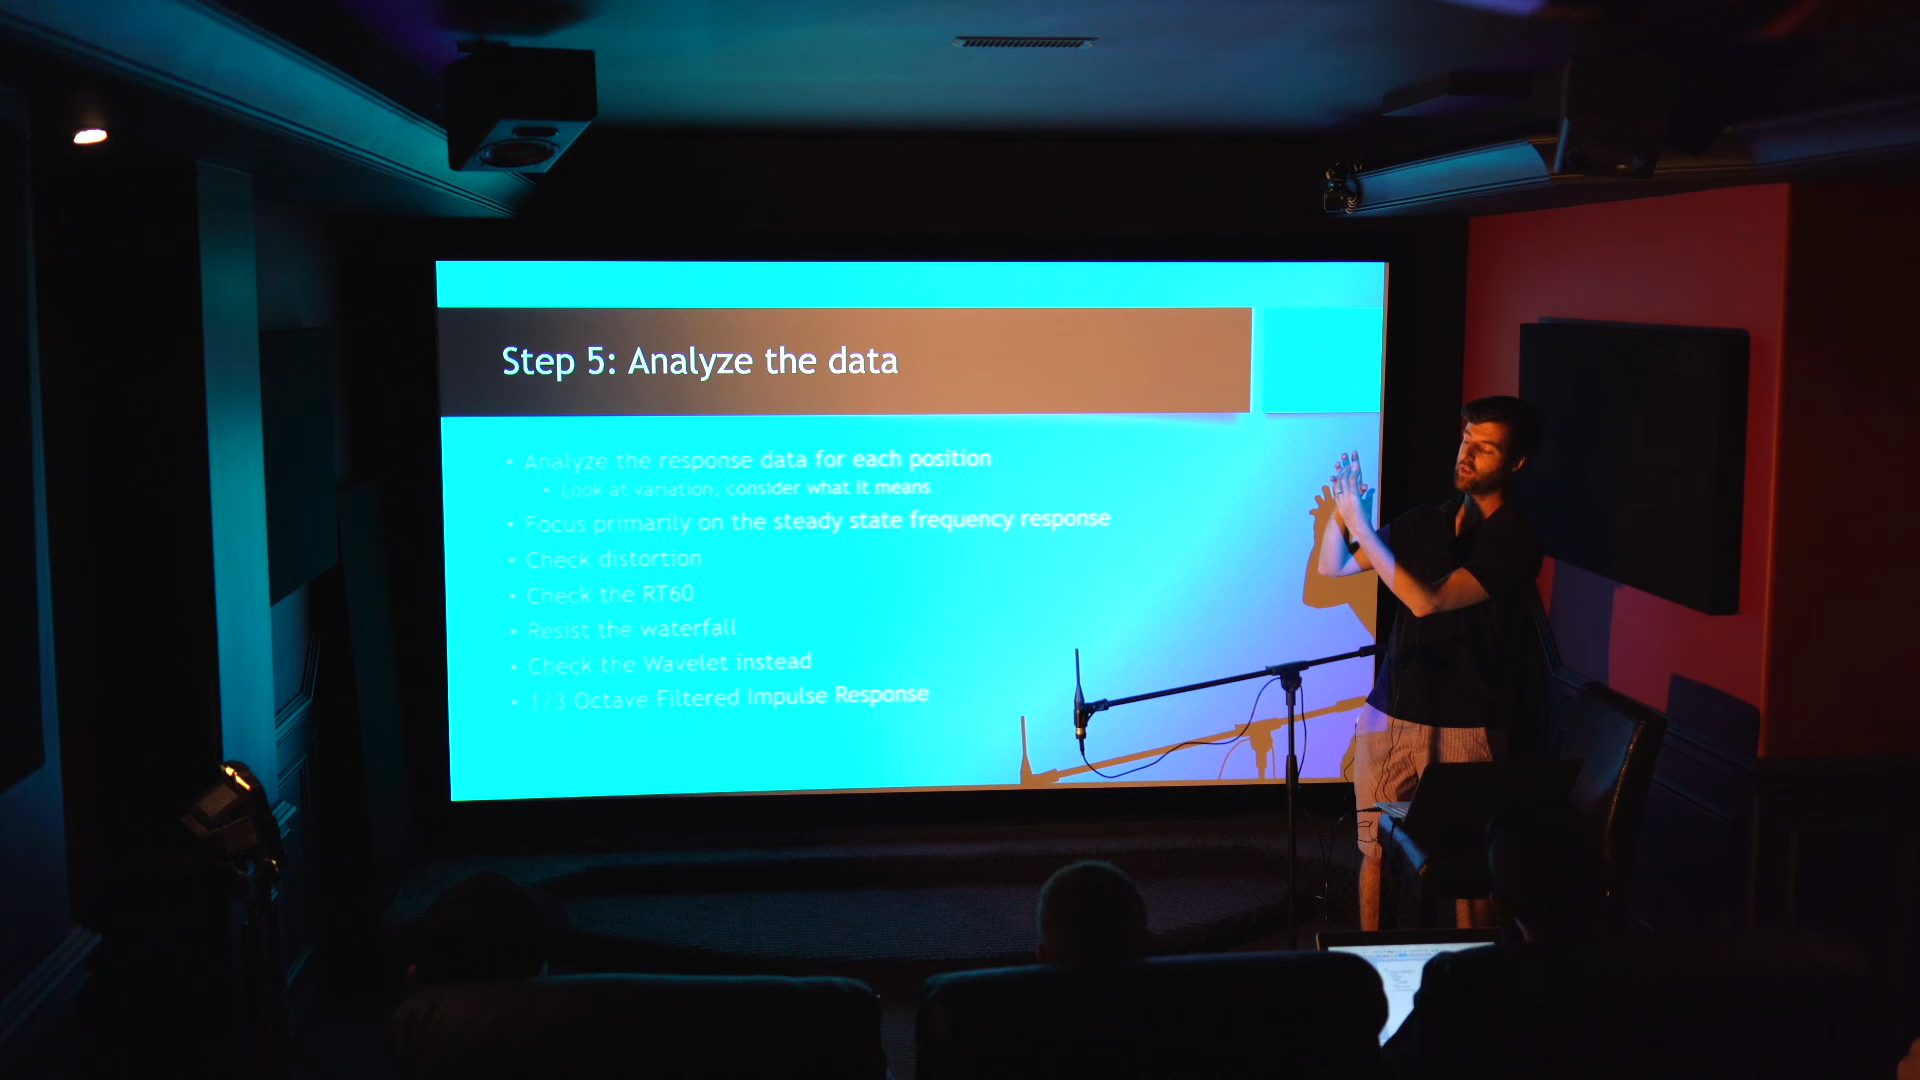 Step 5: Analyze the data
• Analyze the response data for each position
• Look at variation, consider what it means
• Focus primarily on the steady state frequency response
• Check distortion
• Check the RT60
• Resist the waterfall
• Check the Wavelet instead
• 1/3 Octave Filtered Impulse Response